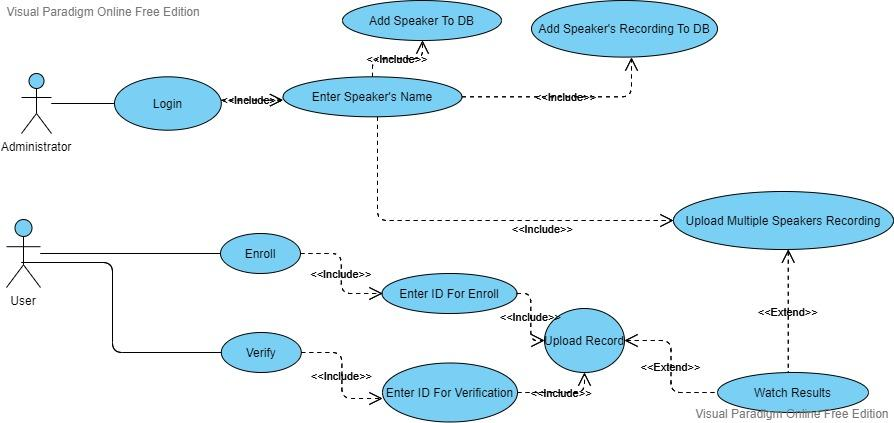 Visual Paradigm Online Free Edition
Add Speaker To DB
Add Speaker's Recording To DB
<<Include>>
Login
<<Include>>
Enter Speaker's Name
<<Include>>
Administrator
Upload Multiple Speakers Recording
<<Include>>
Enroll
<<Include>>
Enter ID For Enroll
User
<<Include>>
<<Extend>>
Upload Record
Verify
<<Include>>
<<Extend>>
Enter ID For Verification
<<Include>>
Watch Results
Visual Paradigm Online Free Edition